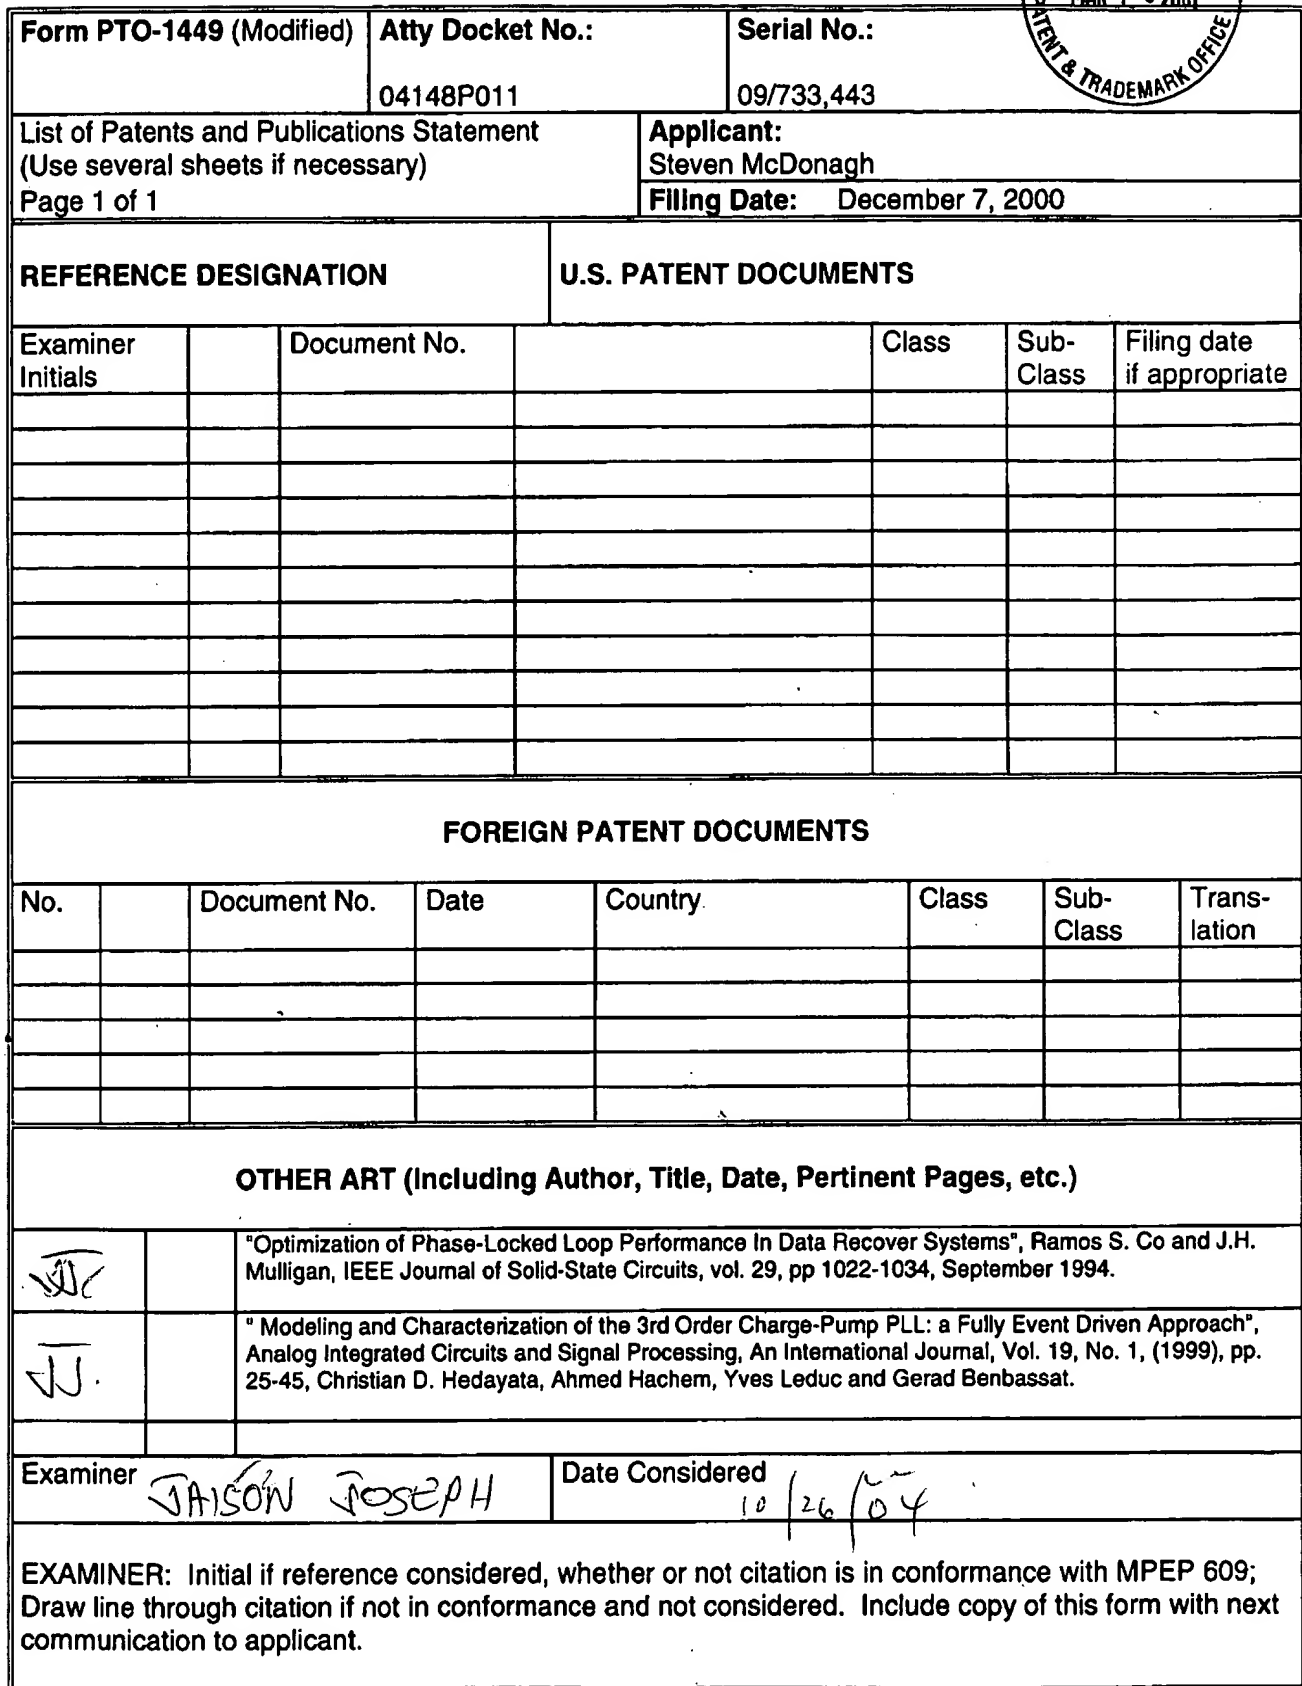 Form PTO-1449 (Modified)
Atty Docket No.:
Serial No.:
04148P011
09/733,443
PATENT & TRADEMARK OFFICE
List of Patents and Publications Statement
(Use several sheets if necessary)
Page 1 of 1
Applicant:
Steven McDonagh
Filing Date: December 7, 2000
REFERENCE DESIGNATION
U.S. PATENT DOCUMENTS
Examiner
Initials
Document No.
Class
Sub-
Class
Filing date
if appropriate
FOREIGN PATENT DOCUMENTS
No.
Document No.
Date
Country
Class
Sub-
Class
Trans-
lation
OTHER ART (Including Author, Title, Date, Pertinent Pages, etc.)
"Optimization of Phase-Locked Loop Performance In Data Recover Systems", Ramos S. Co and J.H.
Mulligan, IEEE Journal of Solid-State Circuits, vol. 29, pp 1022-1034, September 1994.
JJ.
" Modeling and Characterization of the 3rd Order Charge-Pump PLL: a Fully Event Driven Approach",
Analog Integrated Circuits and Signal Processing, An International Journal, Vol. 19, No. 1, (1999), pp.
25-45, Christian D. Hedayata, Ahmed Hachem, Yves Leduc and Gerad Benbassat.
Examiner JAISON JOSEPH
Date Considered 10/26/04
EXAMINER: Initial if reference considered, whether or not citation is in conformance with MPEP 609;
Draw line through citation if not in conformance and not considered. Include copy of this form with next
communication to applicant.